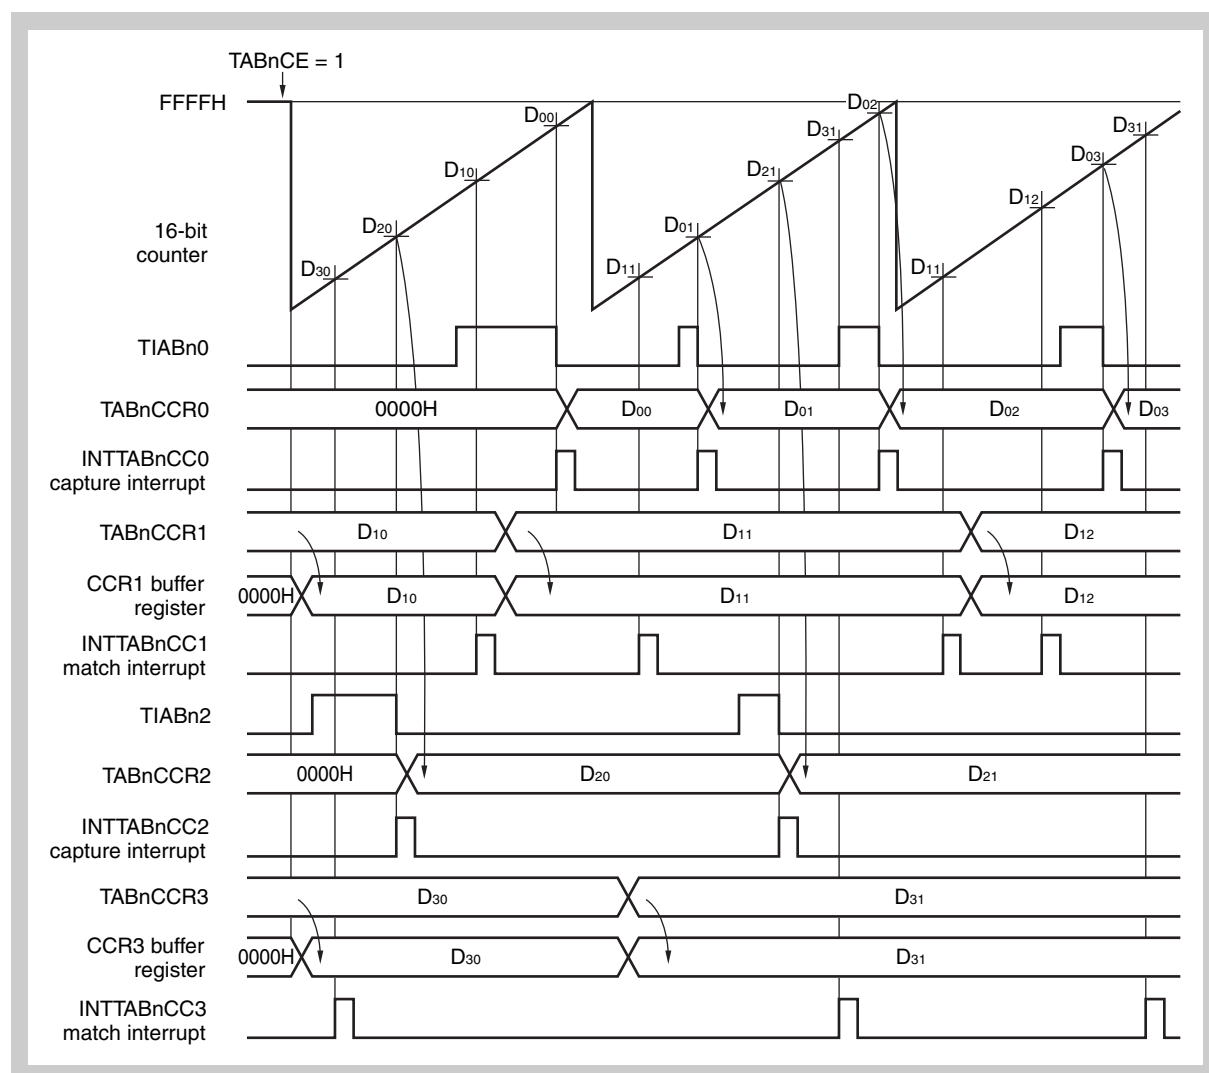 TABnCE = 1
FFFFH
D00
D02
D31
D31
D10
D21
D03
D20
D01
D12
D30
D11
D11
16-bit
counter
TIABn0
TABnCCR0 0000H D00 D01 D02 D03
INTTABnCC0
capture interrupt
TABnCCR1 D10 D11 D12
CCR1 buffer
register
0000H D10 D11 D12
INTTABnCC1
match interrupt
TIABn2
TABnCCR2 0000H D20 D21
INTTABnCC2
capture interrupt
TABnCCR3 D30 D31
CCR3 buffer
register
0000H D30 D31
INTTABnCC3
match interrupt